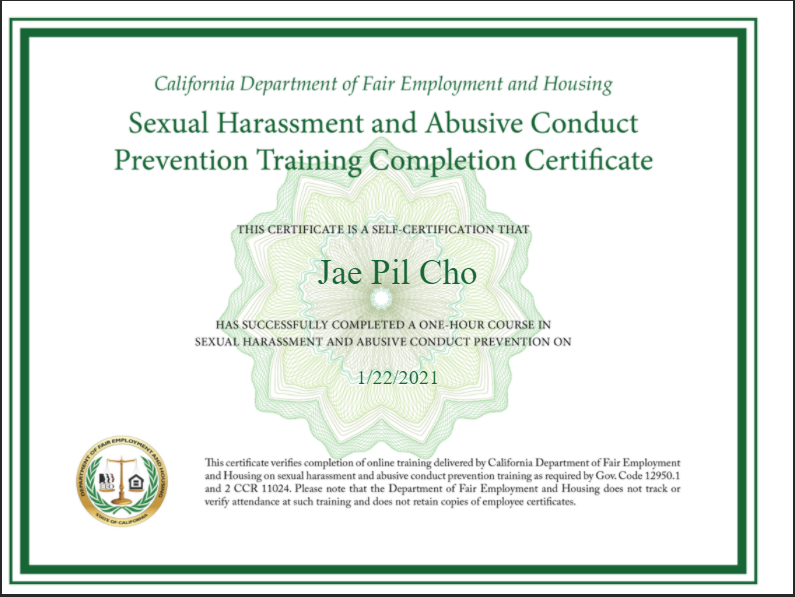 California Department of Fair Employment and Housing
Sexual Harassment and Abusive Conduct
Prevention Training Completion Certificate
THIS CERTIFICATE IS A SELF-CERTIFICATION THAT
Jae Pil Cho
HAS SUCCESSFULLY COMPLETED A ONE-HOUR COURSE IN
SEXUAL HARASSMENT AND ABUSIVE CONDUCT PREVENTION ON
1/22/2021
DEPARTMENT OF FAIR EMPLOYMENT AND HOUSING
STATE OF CALIFORNIA
This certificate verifies completion of online training delivered by California Department of Fair Employment
and Housing on sexual harassment and abusive conduct prevention training as required by Gov. Code 12950.1
and 2 CCR 11024. Please note that the Department of Fair Employment and Housing does not track or
verify attendance at such training and does not retain copies of employee certificates.